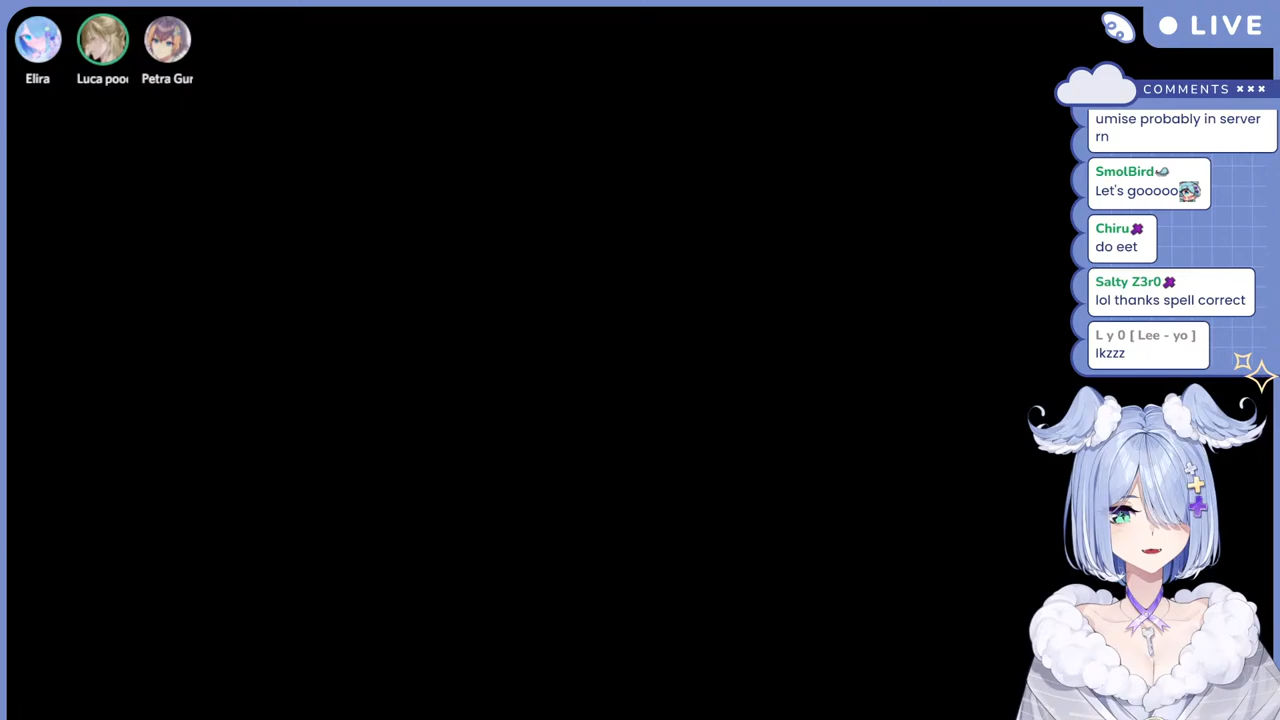 Elira
Luca poo
Petra Gur
LIVE
COMMENTS ×××
umise probably in server
rn
SmolBird
Let's gooooo
Chiru
do eet
Salty Z3r0
lol thanks spell correct
L y 0 [ Lee - yo ]
lkzzz